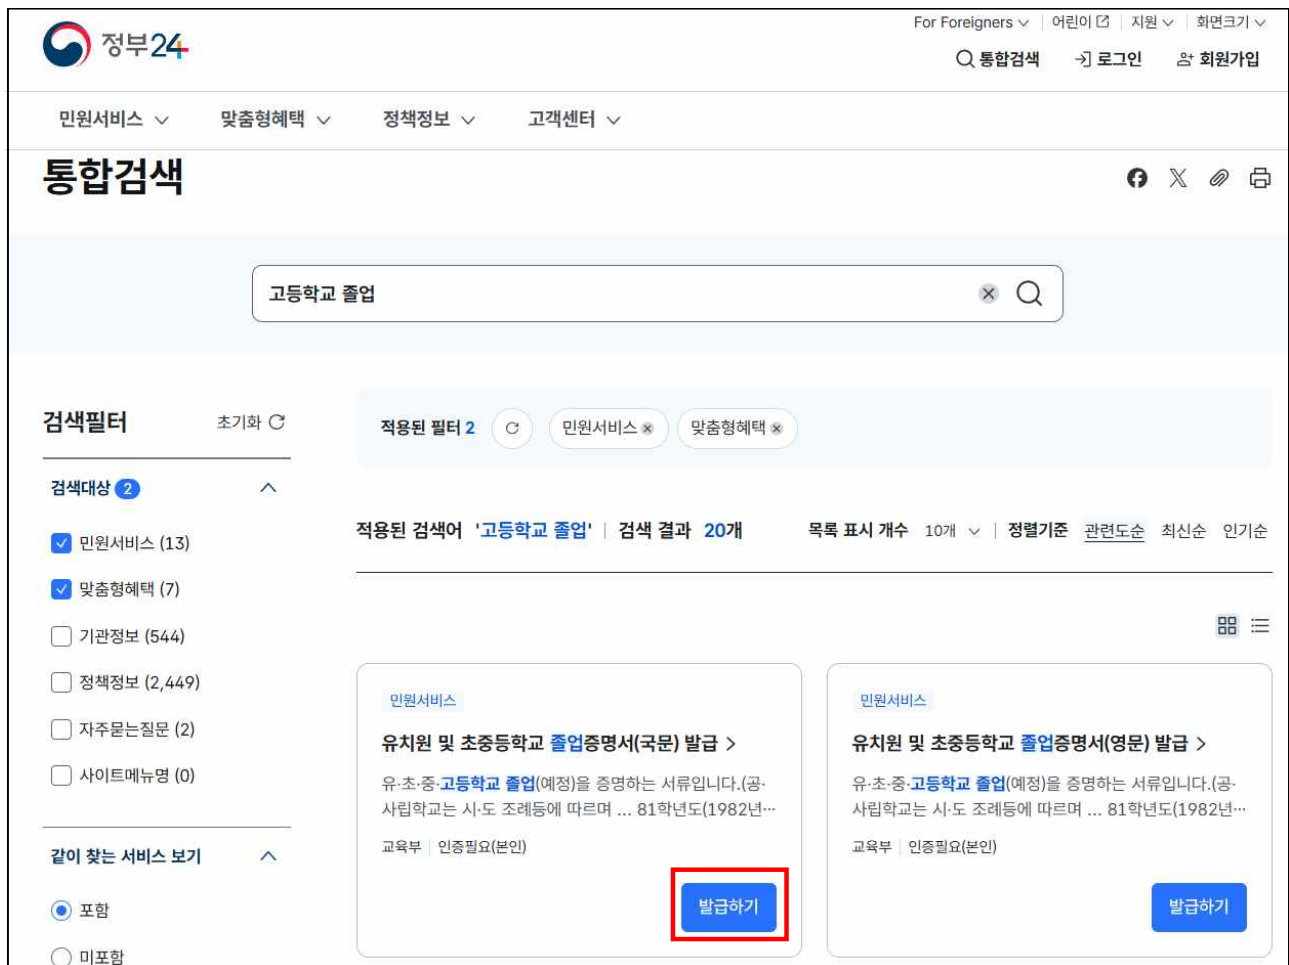 정부24
For Foreigners 어린이 지원 화면크기
통합검색 로그인 회원가입
민원서비스 맞춤형혜택 정책정보 고객센터
통합검색
고등학교 졸업
검색필터 초기화
적용된 필터 2 민원서비스 맞춤형혜택
검색대상 2
민원서비스 (13)
맞춤형혜택 (7)
기관정보 (544)
정책정보 (2,449)
자주묻는질문 (2)
사이트메뉴명 (0)
같이 찾는 서비스 보기
포함
미포함
적용된 검색어 '고등학교 졸업' 검색 결과 20개 목록 표시 개수 10개 정렬기준 관련도순 최신순 인기순
민원서비스
유치원 및 초중등학교 졸업증명서(국문) 발급 >
유·초·중·고등학교 졸업(예정)을 증명하는 서류입니다.(공·
사립학교는 시·도 조례등에 따르며 ... 81학년도(1982년…
교육부 인증필요(본인)
발급하기
민원서비스
유치원 및 초중등학교 졸업증명서(영문) 발급 >
유·초·중·고등학교 졸업(예정)을 증명하는 서류입니다.(공·
사립학교는 시·도 조례등에 따르며 ... 81학년도(1982년…
교육부 인증필요(본인)
발급하기